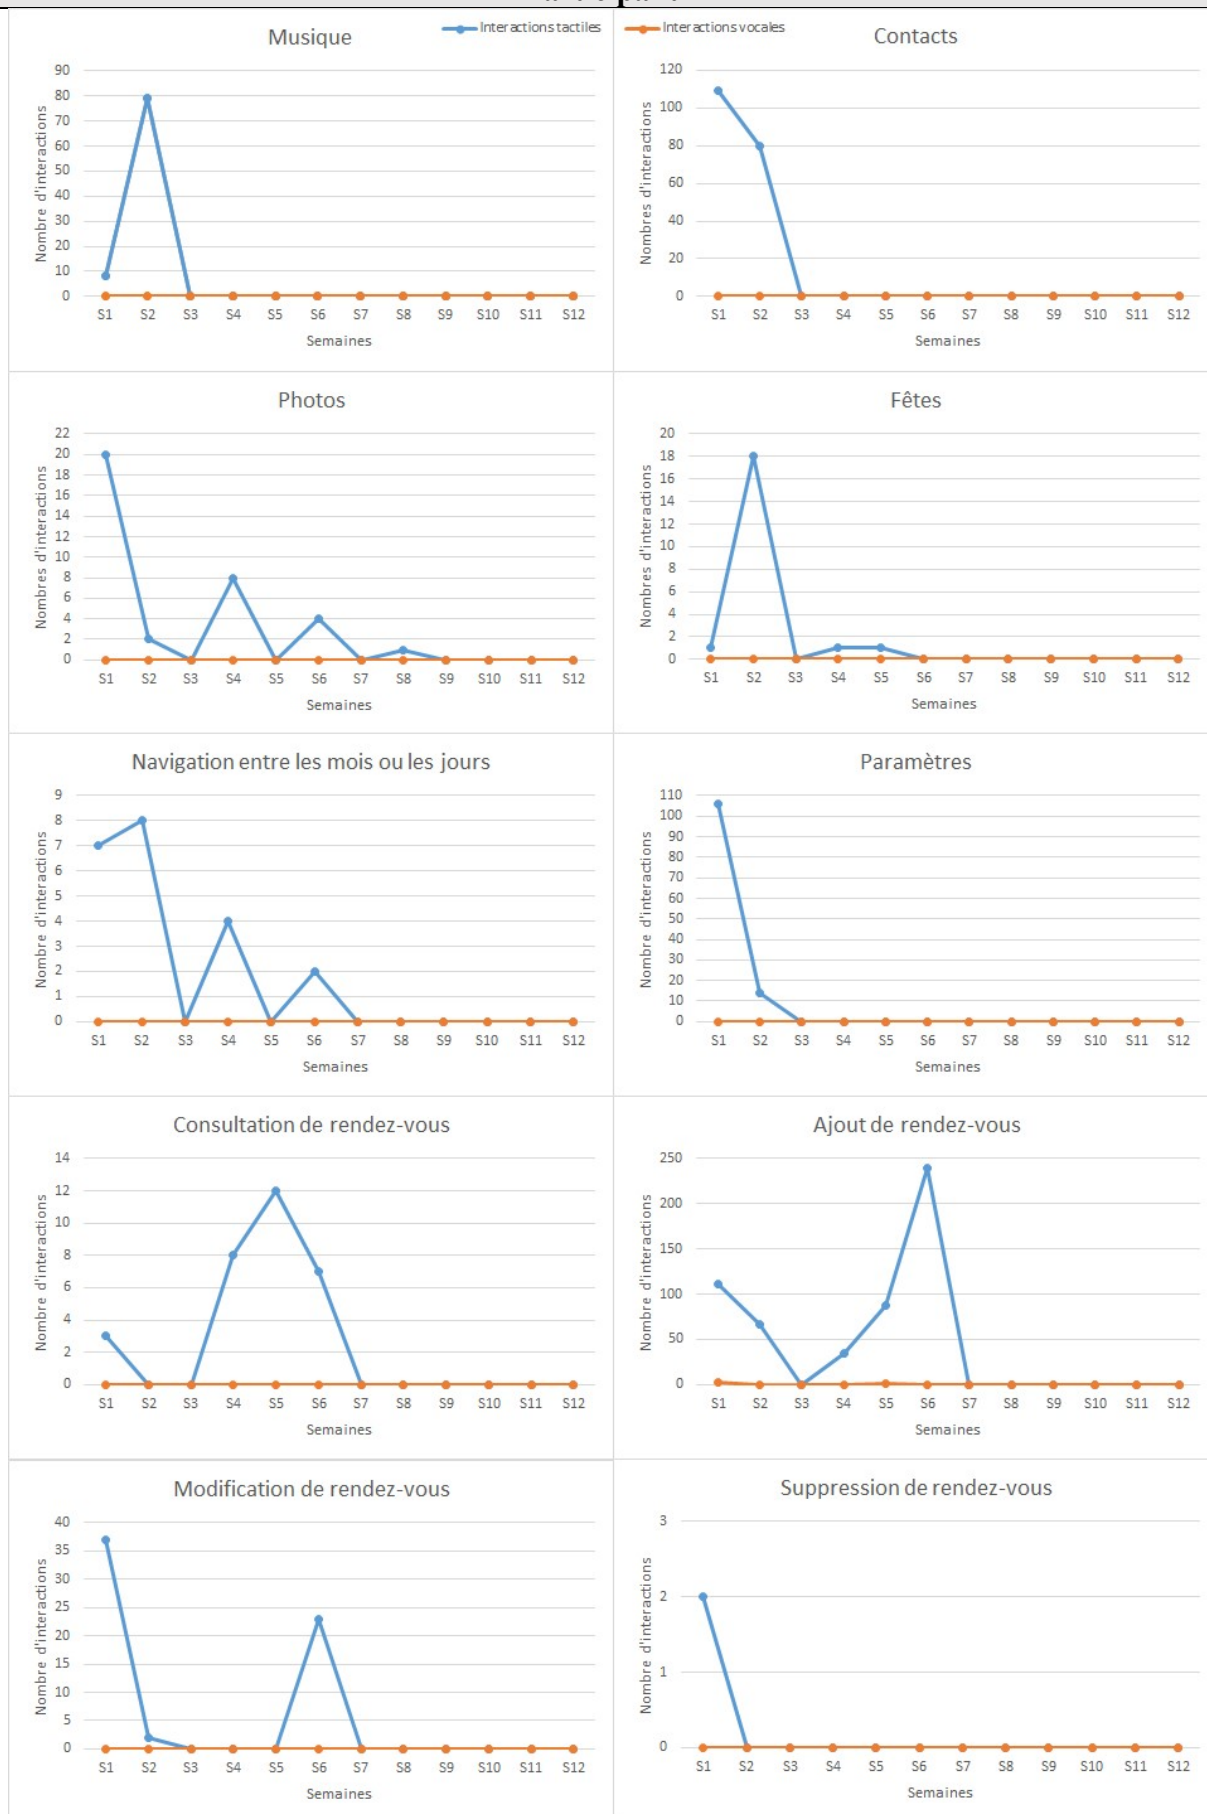 Musique
Interactions tactiles
Interactions vocales
Contacts
Nombre d'interactions
90
80
70
60
50
40
30
20
10
0
S1 S2 S3 S4 S5 S6 S7 S8 S9 S10 S11 S12
Semaines
Nombres d'interactions
120
100
80
60
40
20
0
S1 S2 S3 S4 S5 S6 S7 S8 S9 S10 S11 S12
Semaines
Photos
Nombres d'interactions
22
20
18
16
14
12
10
8
6
4
2
0
S1 S2 S3 S4 S5 S6 S7 S8 S9 S10 S11 S12
Semaines
Fêtes
Nombres d'interactions
20
18
16
14
12
10
8
6
4
2
0
S1 S2 S3 S4 S5 S6 S7 S8 S9 S10 S11 S12
Semaines
Navigation entre les mois ou les jours
Nombre d'interactions
9
8
7
6
5
4
3
2
1
0
S1 S2 S3 S4 S5 S6 S7 S8 S9 S10 S11 S12
Semaines
Paramètres
Nombre d'interactions
110
100
90
80
70
60
50
40
30
20
10
0
S1 S2 S3 S4 S5 S6 S7 S8 S9 S10 S11 S12
Semaines
Consultation de rendez-vous
Nombre d'interactions
14
12
10
8
6
4
2
0
S1 S2 S3 S4 S5 S6 S7 S8 S9 S10 S11 S12
Semaines
Ajout de rendez-vous
Nombre d'interactions
250
200
150
100
50
0
S1 S2 S3 S4 S5 S6 S7 S8 S9 S10 S11 S12
Semaines
Modification de rendez-vous
Nombre d'interactions
40
35
30
25
20
15
10
5
0
S1 S2 S3 S4 S5 S6 S7 S8 S9 S10 S11 S12
Semaines
Suppression de rendez-vous
Nombre d'interactions
3
2
1
0
S1 S2 S3 S4 S5 S6 S7 S8 S9 S10 S11 S12
Semaines